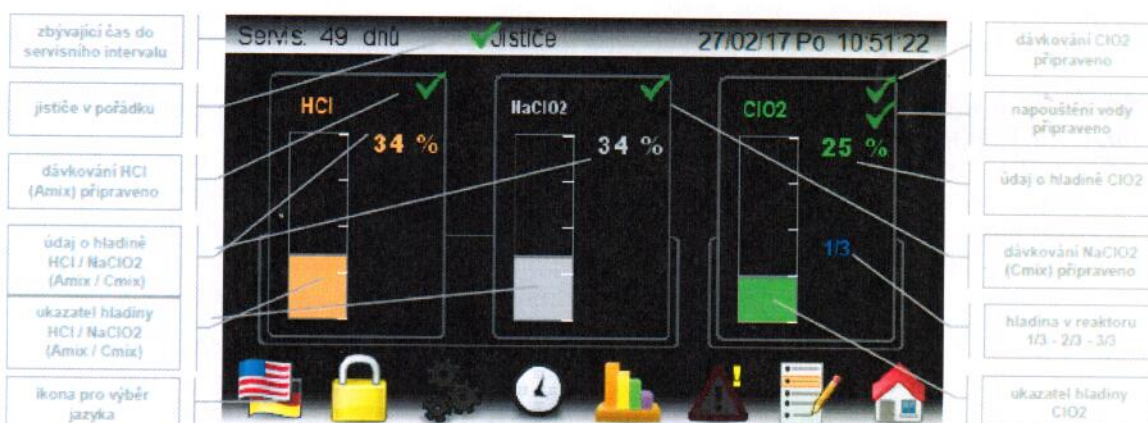 zbývající čas do
servisního intervalu
jističe v pořádku
dávkování HCl
(Amix) připraveno
údaj o hladině
HCl / NaClO2
(Amix / Cmix)
ukazatel hladiny
HCl / NaClO2
(Amix / Cmix)
ikona pro výběr
jazyka
Servis. 49 dnů
Jističe
27/02/17 Po 10:51:22
HCl
34 %
NaClO2
34 %
ClO2
25 %
1/3
dávkování ClO2
připraveno
napouštění vody
připraveno
údaj o hladině ClO2
dávkování NaClO2
(Cmix) připraveno
hladina v reaktoru
1/3 - 2/3 - 3/3
ukazatel hladiny
ClO2